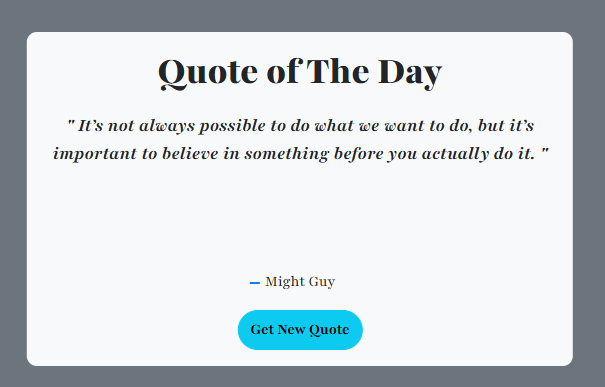 Quote of The Day
" It’s not always possible to do what we want to do, but it’s
important to believe in something before you actually do it. "
— Might Guy
Get New Quote